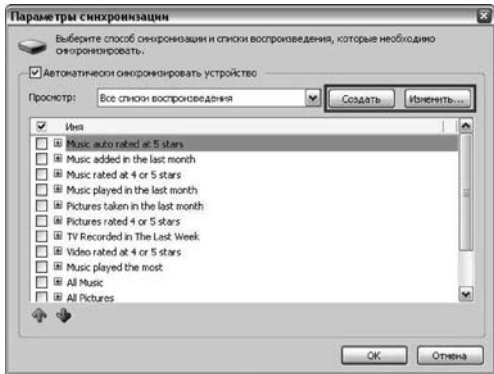 Параметры синхронизации
Выберите способ синхронизации и списки воспроизведения, которые необходимо
синхронизировать.
Автоматически синхронизировать устройство
Просмотр: Все списки воспроизведения Создать Изменить...
Имя
Music auto rated at 5 stars
Music added in the last month
Music rated at 4 or 5 stars
Music played in the last month
Pictures taken in the last month
Pictures rated 4 or 5 stars
TV Recorded in The Last Week
Video rated at 4 or 5 stars
Music played the most
All Music
All Pictures
OK Отмена